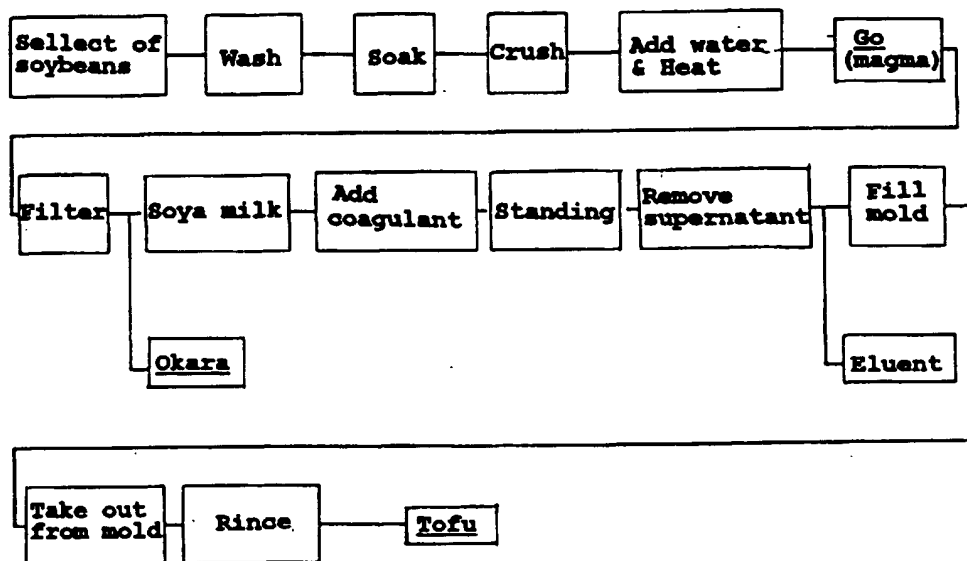 Sellect of
soybeans
Wash
Soak
Crush
Add water
& Heat
Go
(magma)
Filter
Soya milk
Add
coagulant
Standing
Remove
supernatant
Fill
mold
Okara
Eluent
Take out
from mold
Rince
Tofu